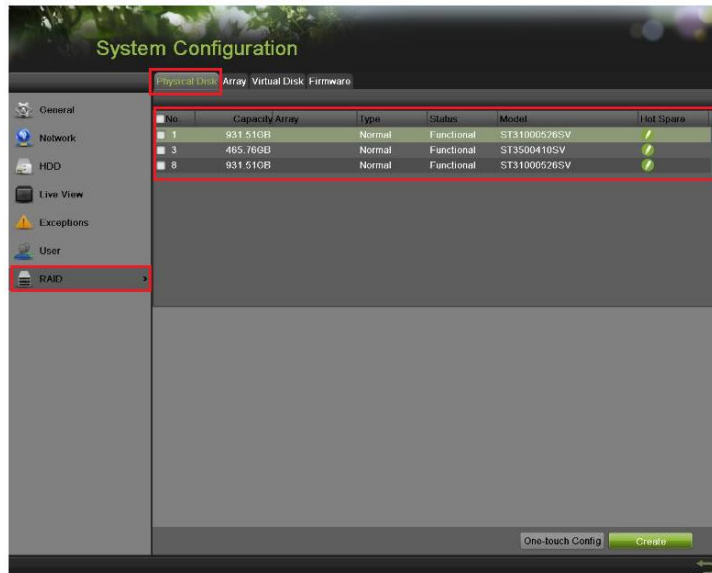 System Configuration
Physical Disk Array Virtual Disk Firmware
General
Network
HDD
Live View
Exceptions
User
RAID
No. Capacity Array Type Status Model Hot Spare
1 931.51GB Normal Functional ST31000526SV
3 465.76GB Normal Functional ST3500410SV
8 931.51GB Normal Functional ST31000526SV
One-touch Config Create